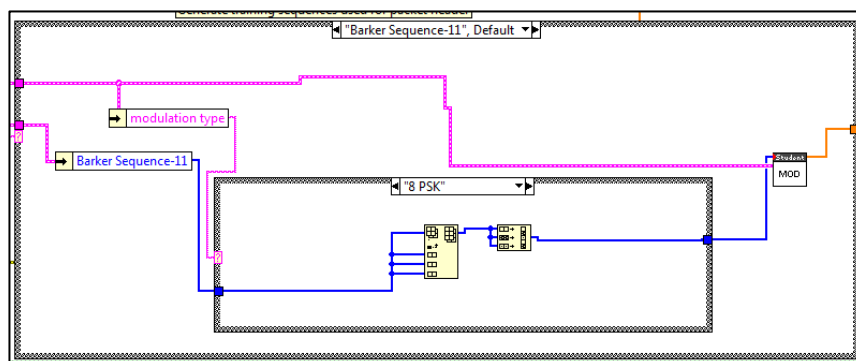 Generate training sequences used for packet header
"Barker Sequence-11", Default
modulation type
Barker Sequence-11
"8 PSK"
Student
MOD